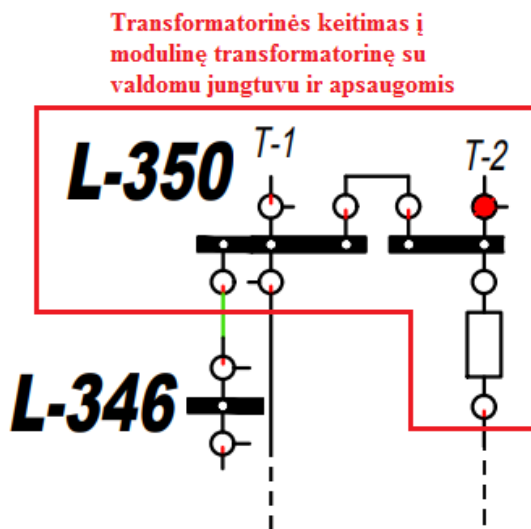 Transformatorinės keitimas į
modulinę transformatorinę su
valdomu jungtuvu ir apsaugomis
L-350
T-1
T-2
L-346